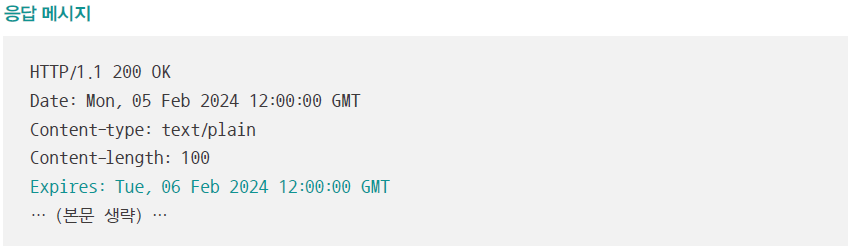 응답 메시지
HTTP/1.1 200 OK
Date: Mon, 05 Feb 2024 12:00:00 GMT
Content-type: text/plain
Content-length: 100
Expires: Tue, 06 Feb 2024 12:00:00 GMT
… (본문 생략) …